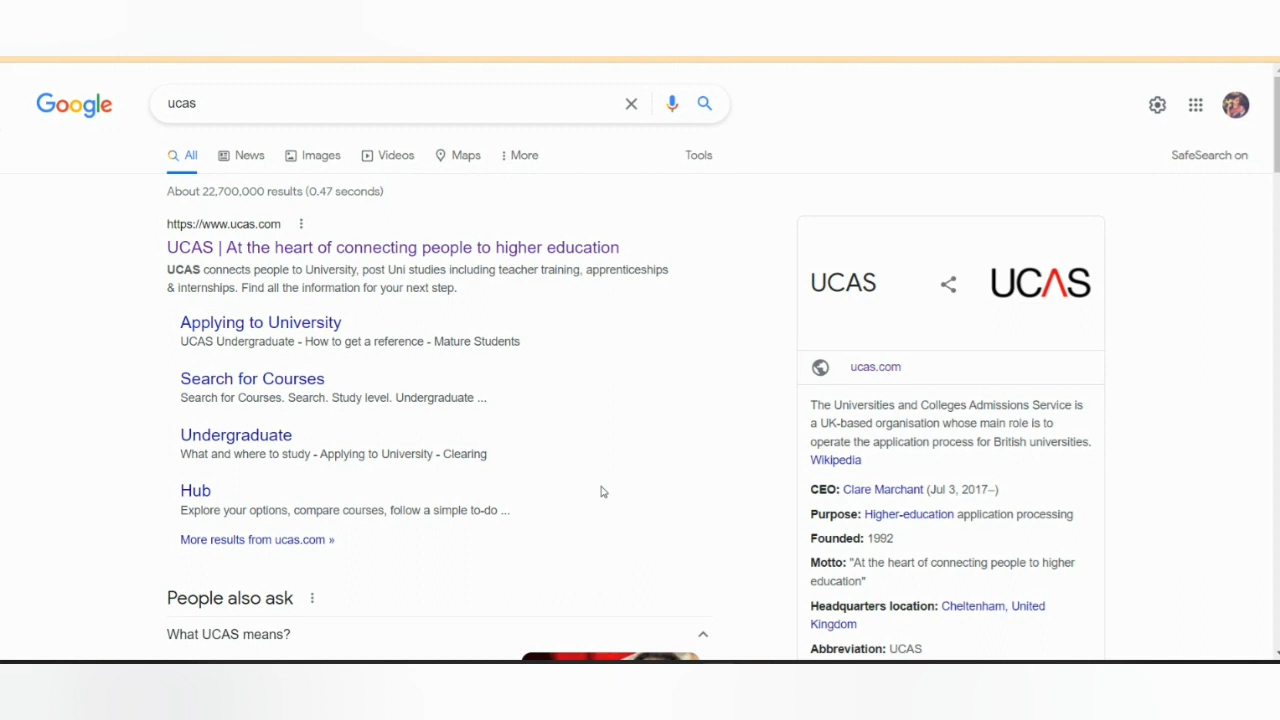 Google
ucas
All News Images Videos Maps More Tools SafeSearch on
About 22,700,000 results (0.47 seconds)
https://www.ucas.com
UCAS | At the heart of connecting people to higher education
UCAS connects people to University, post Uni studies including teacher training, apprenticeships
& internships. Find all the information for your next step.
Applying to University
UCAS Undergraduate - How to get a reference - Mature Students
Search for Courses
Search for Courses. Search. Study level. Undergraduate ...
Undergraduate
What and where to study - Applying to University - Clearing
Hub
Explore your options, compare courses, follow a simple to-do ...
More results from ucas.com »
People also ask
What UCAS means?
UCAS UCAS
ucas.com
The Universities and Colleges Admissions Service is
a UK-based organisation whose main role is to
operate the application process for British universities.
Wikipedia
CEO: Clare Marchant (Jul 3, 2017–)
Purpose: Higher-education application processing
Founded: 1992
Motto: "At the heart of connecting people to higher
education"
Headquarters location: Cheltenham, United
Kingdom
Abbreviation: UCAS